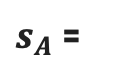 s_A =